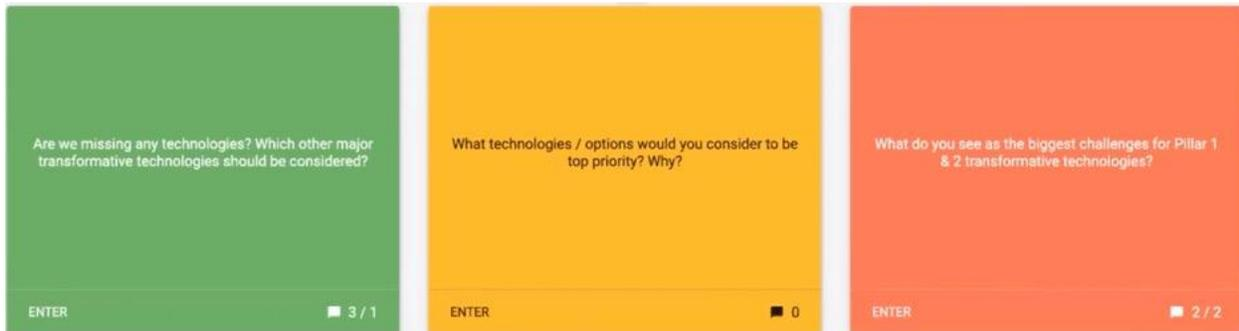 Are we missing any technologies? Which other major
transformative technologies should be considered?
ENTER
3 / 1
What technologies / options would you consider to be
top priority? Why?
ENTER
0
What do you see as the biggest challenges for Pillar 1
& 2 transformative technologies?
ENTER
2 / 2